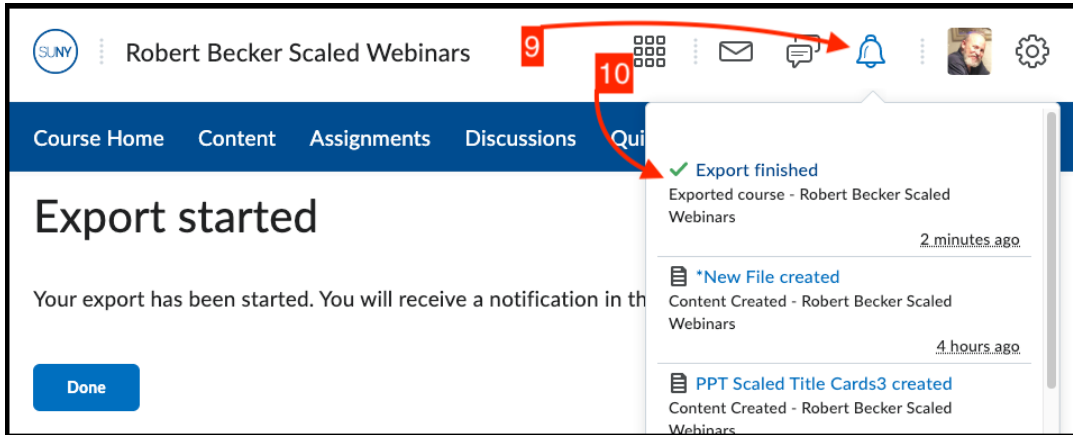 SUNY
Robert Becker Scaled Webinars
9
10
Course Home Content Assignments Discussions Qui
Export started
Your export has been started. You will receive a notification in th
Done
Export finished
Exported course - Robert Becker Scaled
Webinars
2 minutes ago
*New File created
Content Created - Robert Becker Scaled
Webinars
4 hours ago
PPT Scaled Title Cards3 created
Content Created - Robert Becker Scaled
Webinars